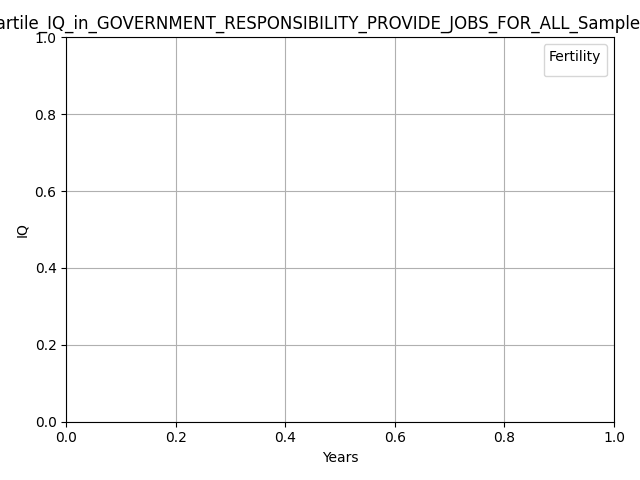 artile_IQ_in_GOVERNMENT_RESPONSIBILITY_PROVIDE_JOBS_FOR_ALL_Sample
Fertility
1.0
0.8
0.6
0.4
0.2
0.0
IQ
0.0 0.2 0.4 0.6 0.8 1.0
Years